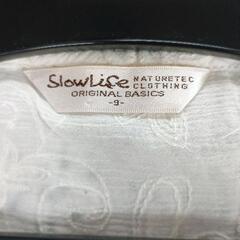 SlowLife NATURETEC
CLOTHING
ORIGINAL BASICS
-9-